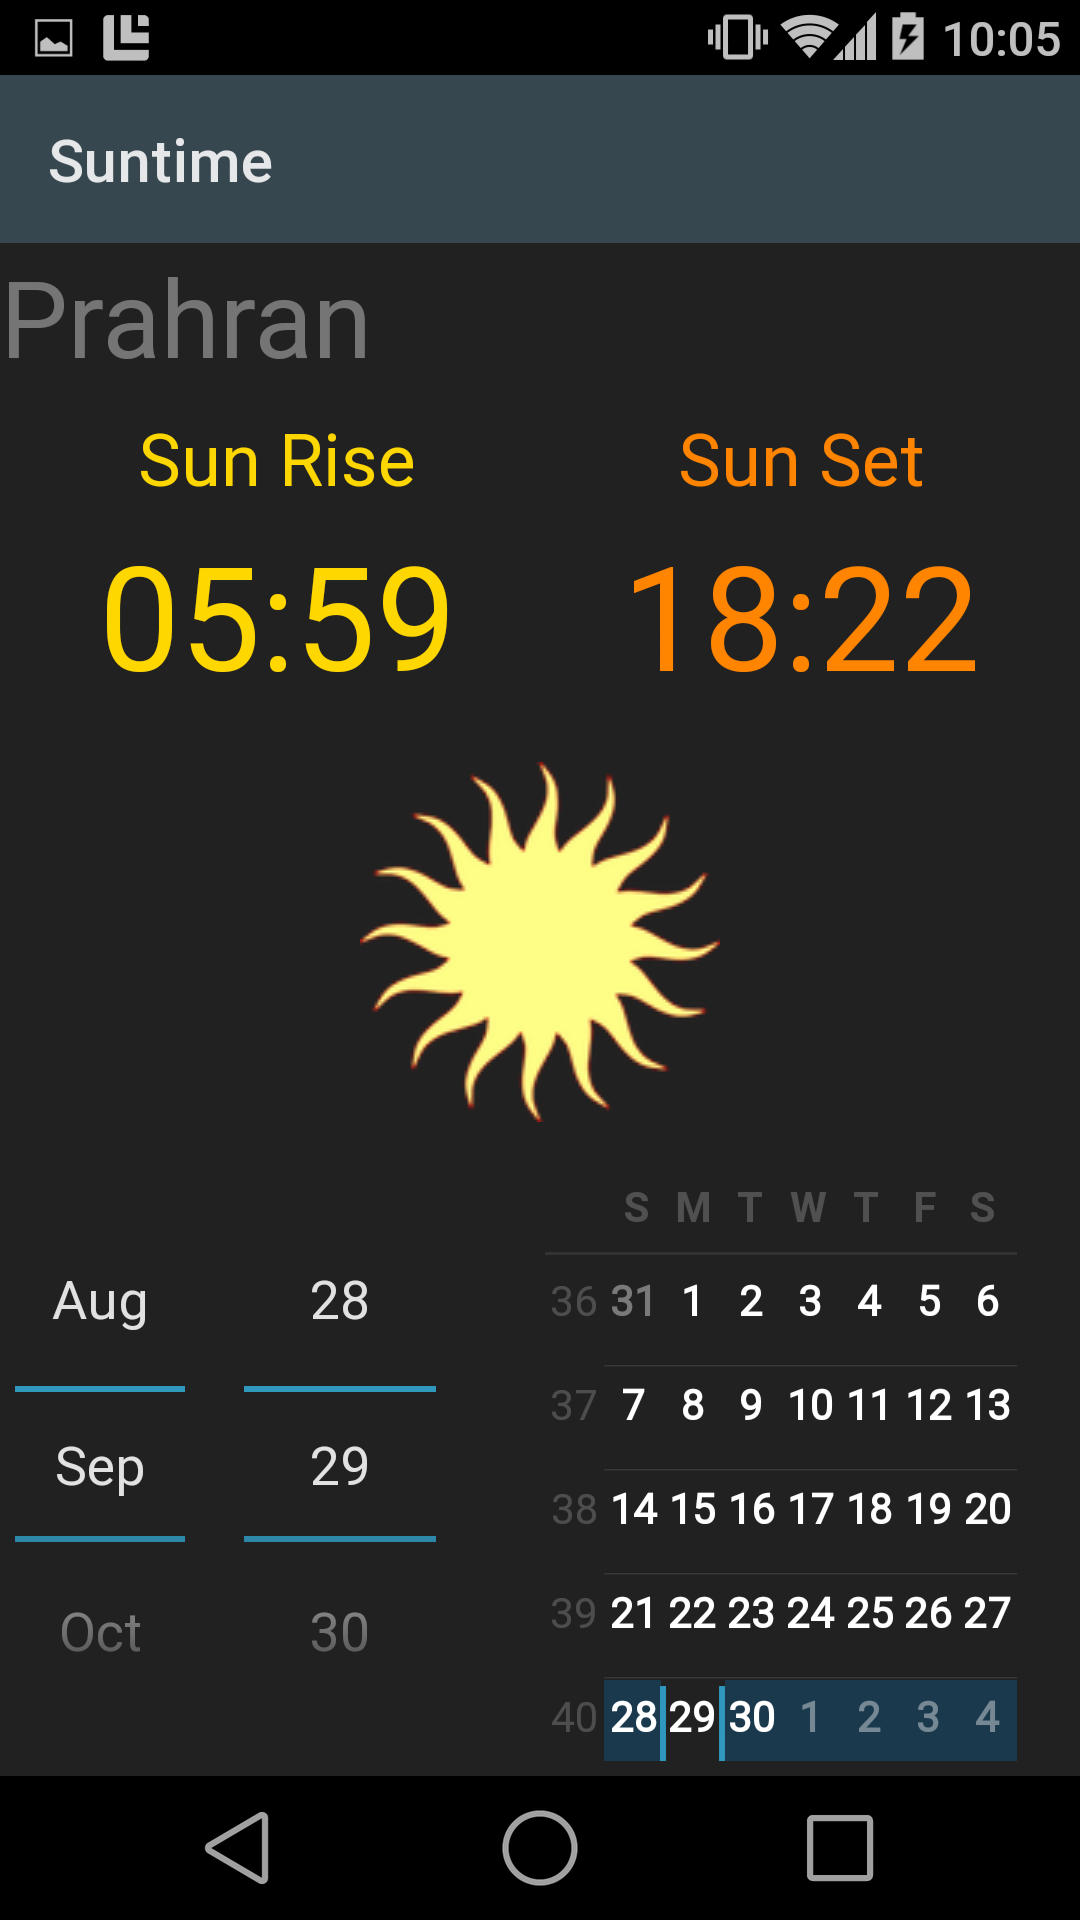 10:05
Suntime
Prahran
Sun Rise Sun Set
05:59 18:22
S M T W T F S
Aug 28
36 31 1 2 3 4 5 6
37 7 8 9 10 11 12 13
Sep 29
38 14 15 16 17 18 19 20
39 21 22 23 24 25 26 27
Oct 30
40 28 29 30 1 2 3 4